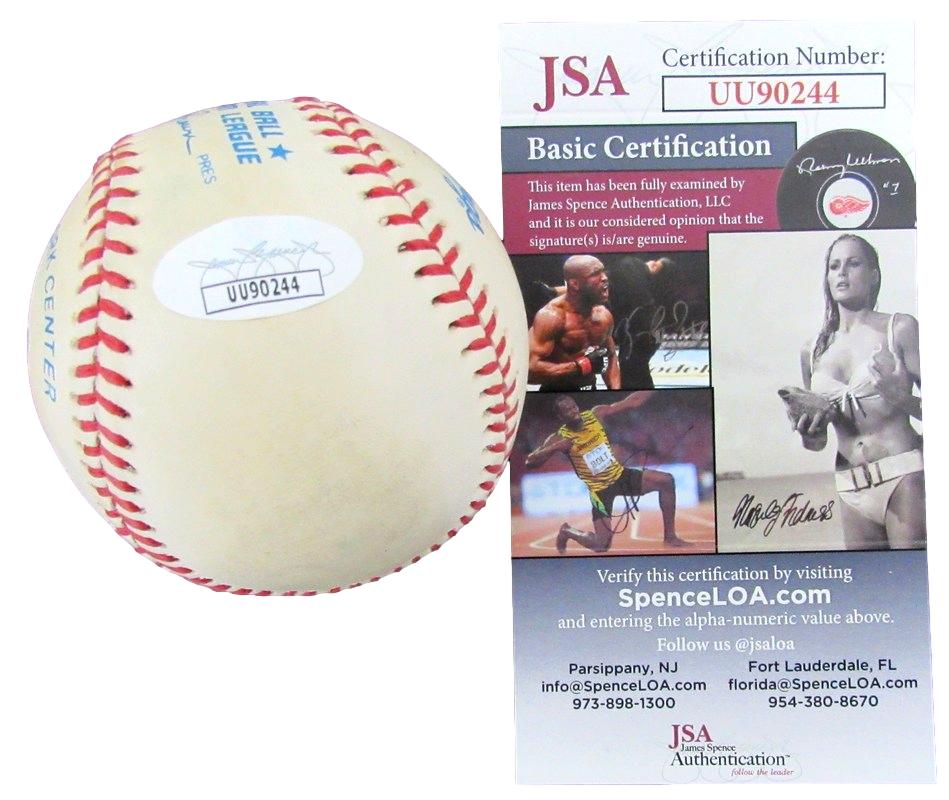 BALL
LEAGUE
PRES
CENTER
UU90244
JSA
Certification Number:
UU90244
Basic Certification
This item has been fully examined by
James Spence Authentication, LLC
and it is our considered opinion that the
signature(s) is/are genuine.
#1
BOLT
Verify this certification by visiting
SpenceLOA.com
and entering the alpha-numeric value above.
Follow us @jsaloa
Parsippany, NJ
info@SpenceLOA.com
973-898-1300
Fort Lauderdale, FL
florida@SpenceLOA.com
954-380-8670
JSA
James Spence
Authentication
follow the leader